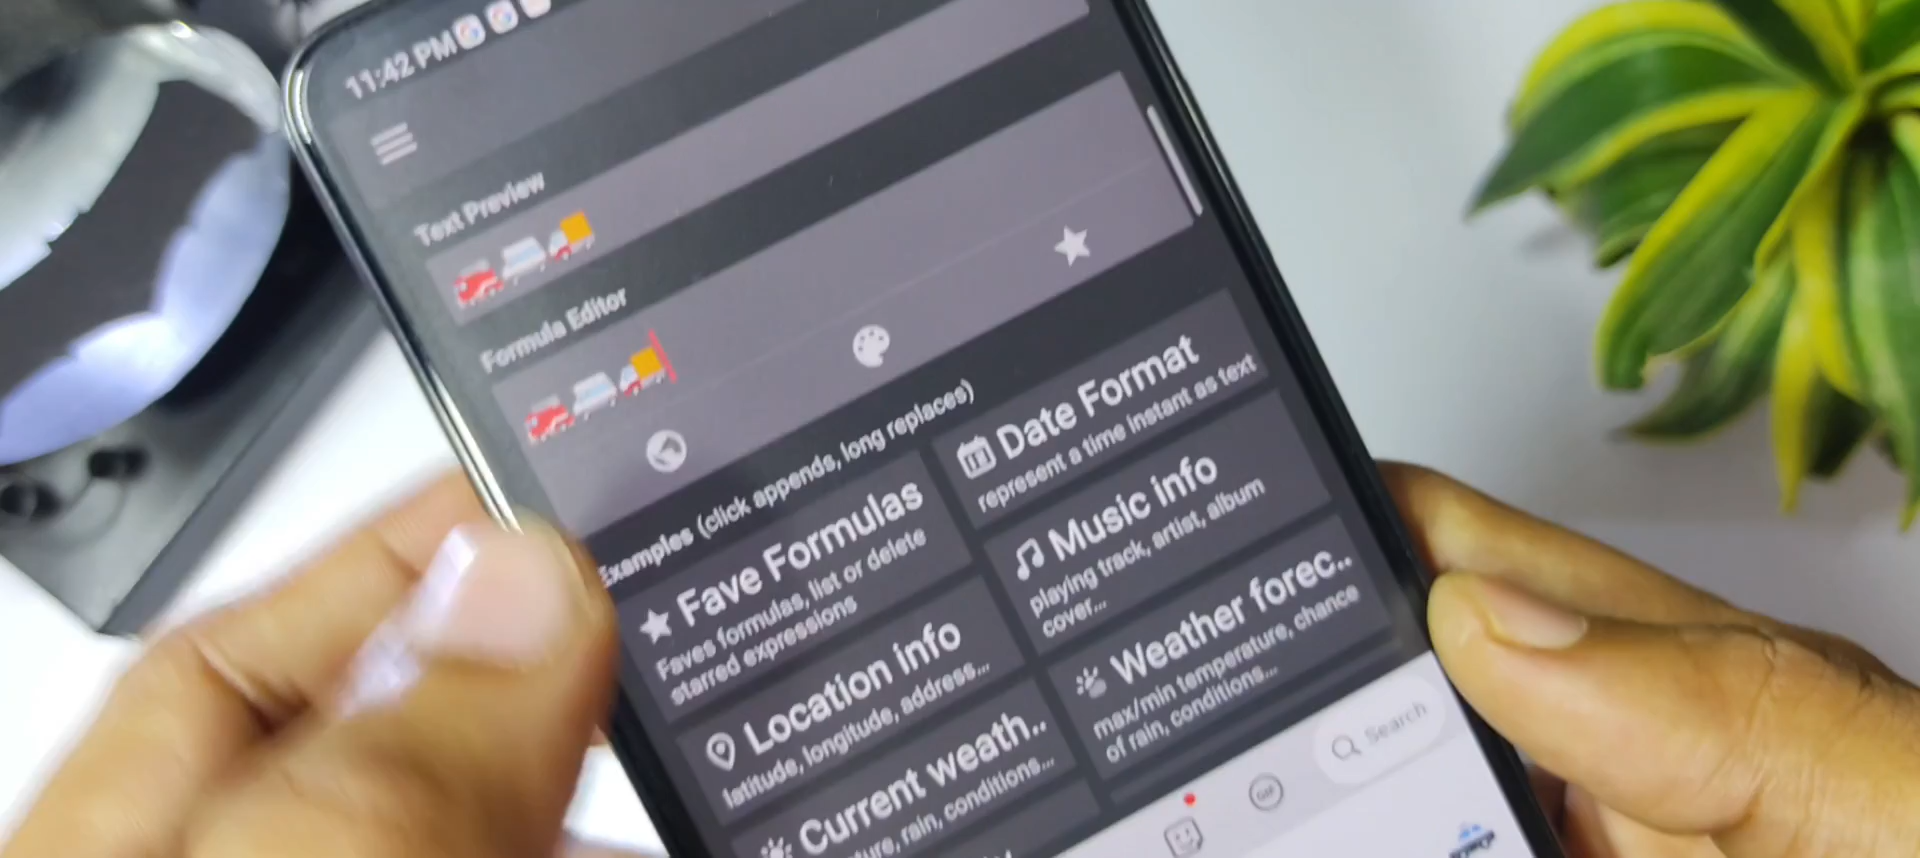 11:42 PM
Text Preview
Formula Editor
Examples (click appends, long replaces)
Fave Formulas
Faves formulas, list or delete
starred expressions
Date Format
represent a time instant as text
Location info
latitude, longitude, address...
Music info
playing track, artist, album
cover...
Current weath..
rain, conditions...
Weather forec..
max/min temperature, chance
of rain, conditions...
GIF
Search